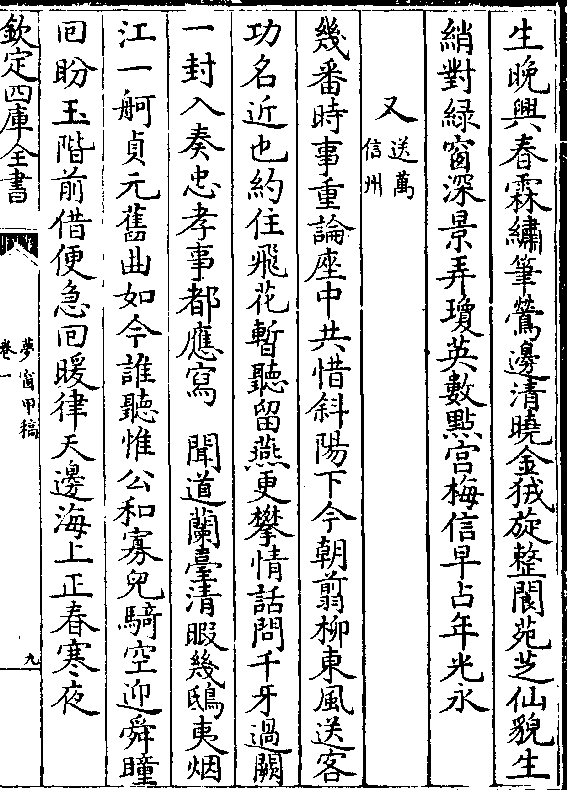 生晚興春霖繡筆鶯邊清曉金狨旋整閬苑芝仙貌生
綃對緑窗深景弄瓊英數點宫梅信早占年光永
又送萬
信州
幾番時事重論座中共惜斜陽下今朝翦柳東風送客
功名近也約住飛花暫聽留燕更攀情話問千牙過闕
一封入奏忠孝事都應寫　聞道蘭臺清暇幾鴟夷烟
江一舸貞元舊曲如今誰聽惟公和寡兒騎空迎舜瞳
回盼玉階前借便急回暖律天邊海上正春寒夜
欽定四庫全書
夢窗甲稿
卷一
九